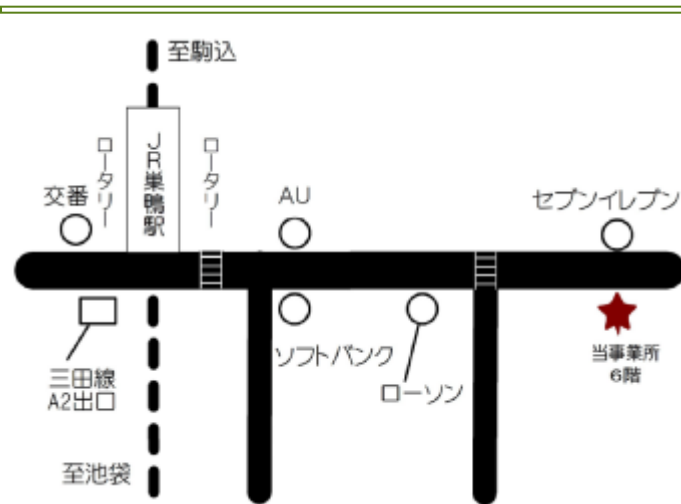 至駒込
ロータリー
JR巣鴨駅
ロータリー
交番
AU
セブンイレブン
ソフトバンク
ローソン
当事業所
6階
三田線
A2出口
至池袋